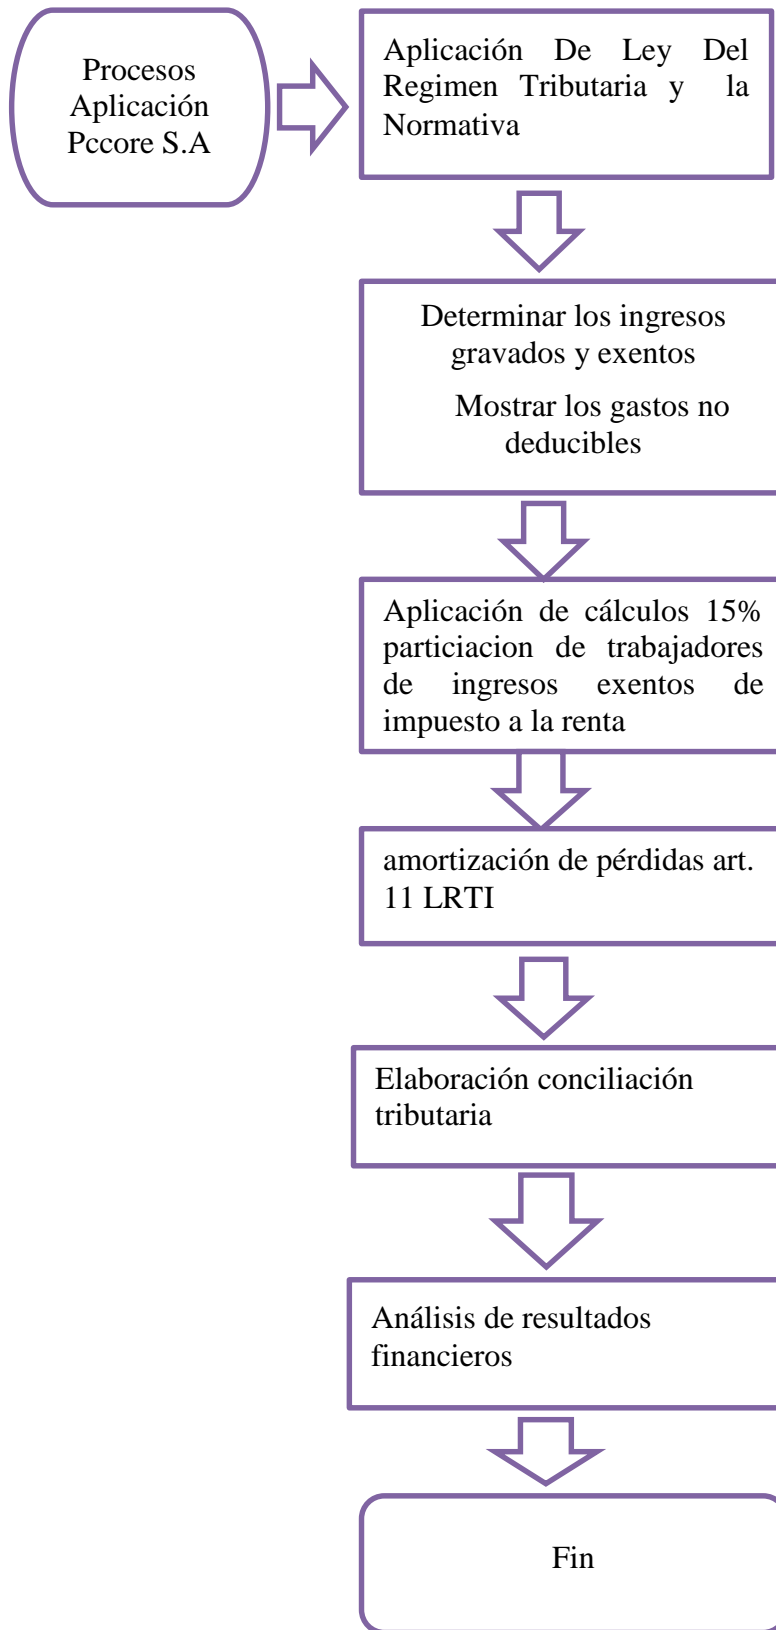 Procesos
Aplicación
Pccore S.A
Aplicación De Ley Del
Regimen Tributaria y la
Normativa
Determinar los ingresos
gravados y exentos
Mostrar los gastos no
deducibles
Aplicación de cálculos 15%
particiacion de trabajadores
de ingresos exentos de
impuesto a la renta
amortización de pérdidas art.
11 LRTI
Elaboración conciliación
tributaria
Análisis de resultados
financieros
Fin